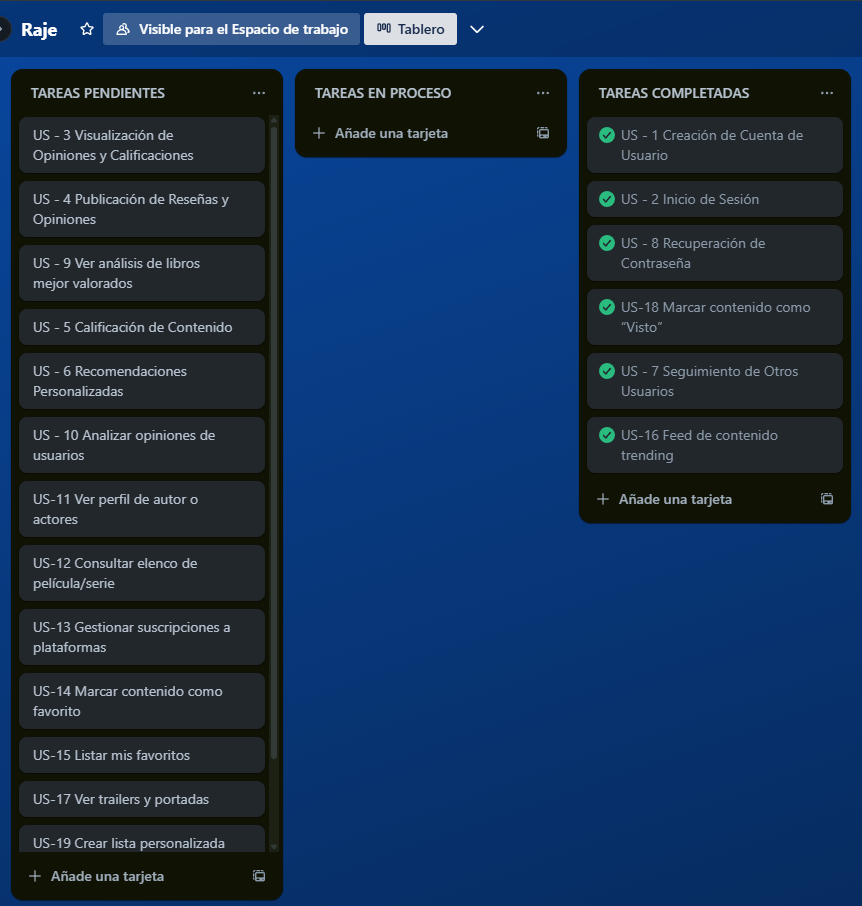 Raje
Visible para el Espacio de trabajo
Tablero
TAREAS PENDIENTES
US - 3 Visualización de
Opiniones y Calificaciones
US - 4 Publicación de Reseñas y
Opiniones
US - 9 Ver análisis de libros
mejor valorados
US - 5 Calificación de Contenido
US - 6 Recomendaciones
Personalizadas
US - 10 Analizar opiniones de
usuarios
US-11 Ver perfil de autor o
actores
US-12 Consultar elenco de
película/serie
US-13 Gestionar suscripciones a
plataformas
US-14 Marcar contenido como
favorito
US-15 Listar mis favoritos
US-17 Ver trailers y portadas
US-19 Crear lista personalizada
Añade una tarjeta
TAREAS EN PROCESO
Añade una tarjeta
TAREAS COMPLETADAS
US - 1 Creación de Cuenta de
Usuario
US - 2 Inicio de Sesión
US - 8 Recuperación de
Contraseña
US-18 Marcar contenido como
“Visto”
US - 7 Seguimiento de Otros
Usuarios
US-16 Feed de contenido
trending
Añade una tarjeta